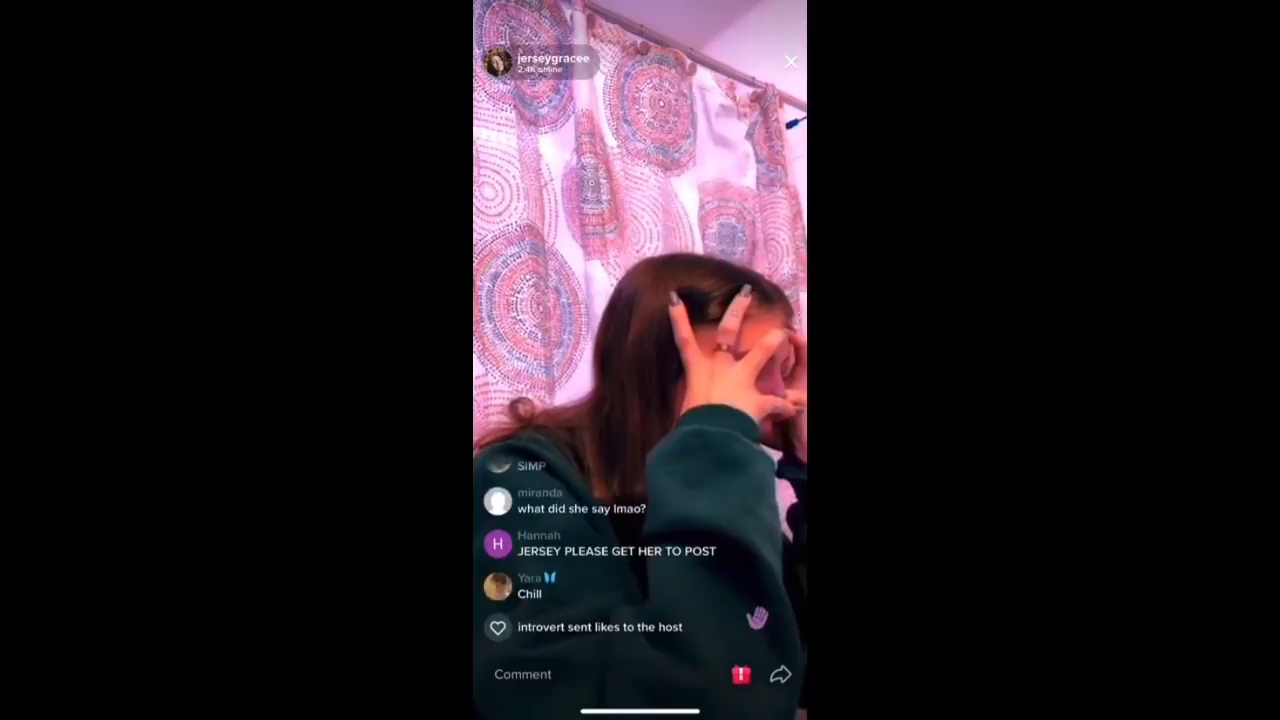 jerseygracee
2.4K online
SIMP
miranda
what did she say lmao?
Hannah
H
JERSEY PLEASE GET HER TO POST
Yara
Chill
introvert sent likes to the host
Comment